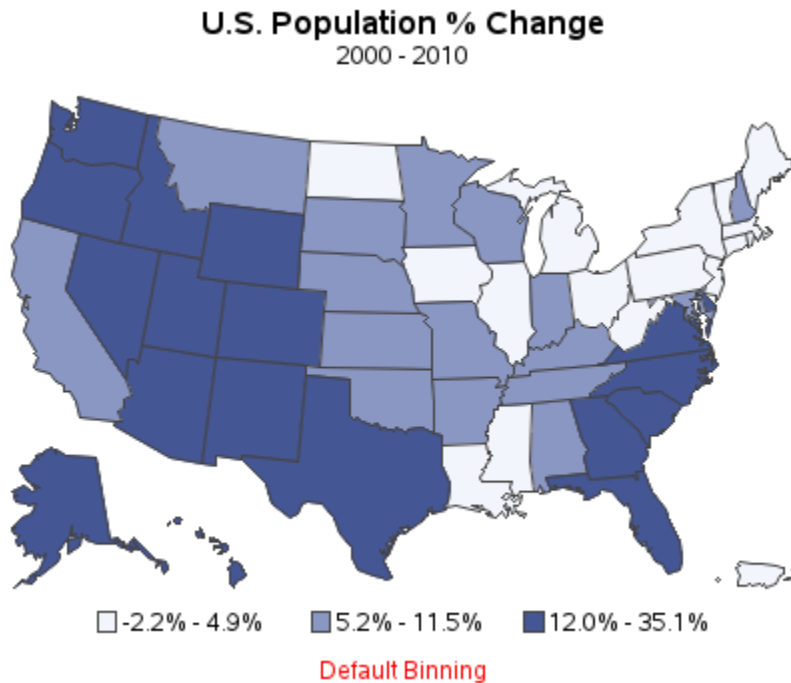 U.S. Population % Change
2000 - 2010
-2.2% - 4.9% 5.2% - 11.5% 12.0% - 35.1%
Default Binning